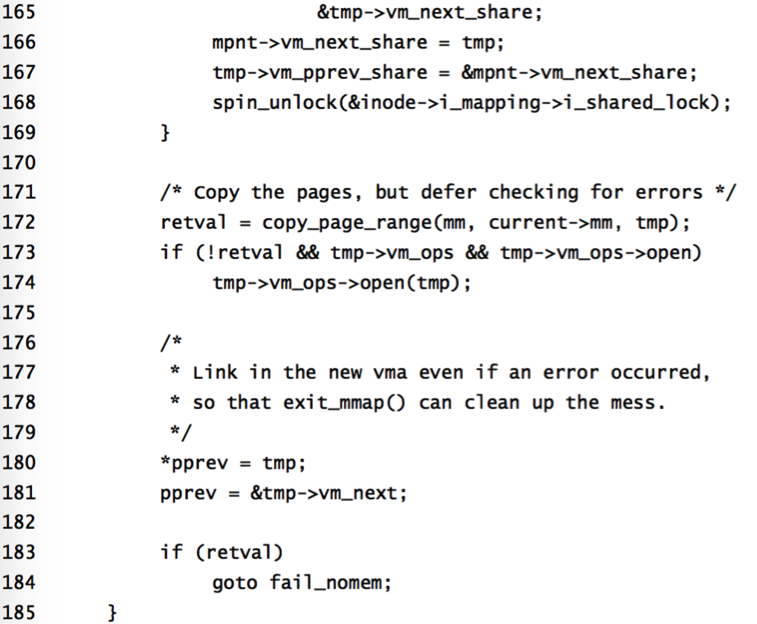 165                          &tmp->vm_next_share;
166                mpnt->vm_next_share = tmp;
167                tmp->vm_pprev_share = &mpnt->vm_next_share;
168                spin_unlock(&inode->i_mapping->i_shared_lock);
169            }
170
171            /* Copy the pages, but defer checking for errors */
172            retval = copy_page_range(mm, current->mm, tmp);
173            if (!retval && tmp->vm_ops && tmp->vm_ops->open)
174                tmp->vm_ops->open(tmp);
175
176            /*
177             * Link in the new vma even if an error occurred,
178             * so that exit_mmap() can clean up the mess.
179             */
180            *pprev = tmp;
181            pprev = &tmp->vm_next;
182
183            if (retval)
184                goto fail_nomem;
185        }